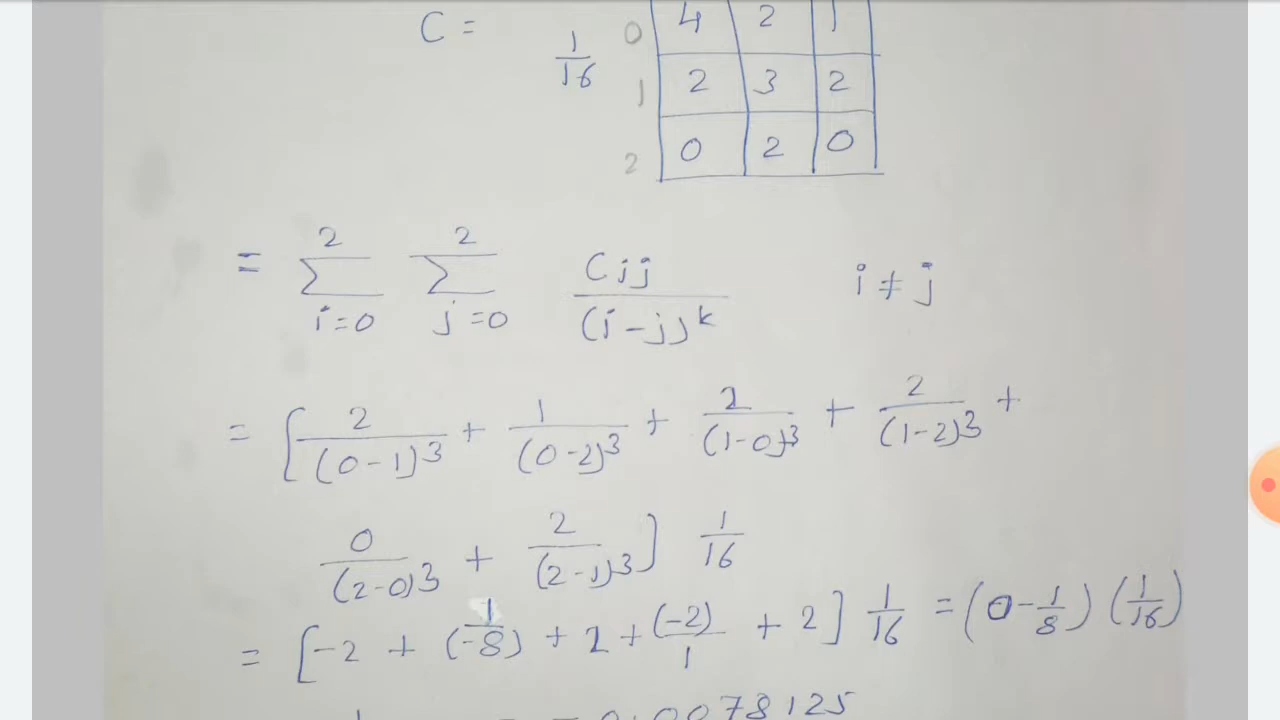 C = 1/16
0 4 2 1
1 2 3 2
2 0 2 0
= 2 Σ i=0 2 Σ j=0 Cij/(i-j)^k i ≠ j
= [ 2/(0-1)^3 + 1/(0-2)^3 + 2/(1-0)^3 + 2/(1-2)^3 +
0/(2-0)^3 + 2/(2-1)^3 ] 1/16
= [ -2 + 1/(-8) + 2 + (-2)/1 + 2 ] 1/16 = (0 - 1/8) (1/16)